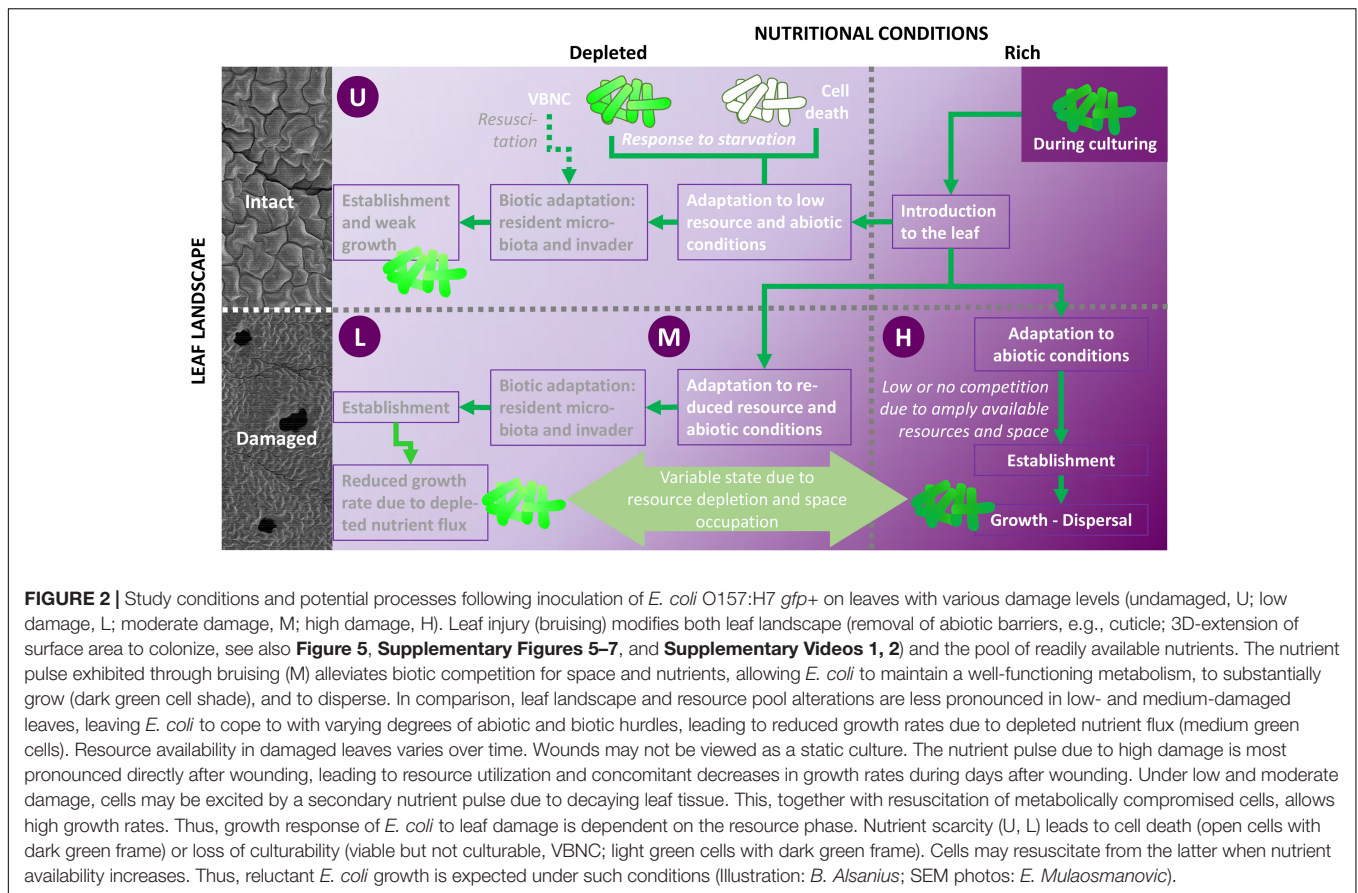 NUTRITIONAL CONDITIONS
Depleted
Rich
LEAF LANDSCAPE
Intact
Damaged
U
VBNC
Resusci-
tation
Cell
death
Response to starvation
During culturing
Establishment
and weak
growth
Biotic adaptation:
resident micro-
biota and invader
Adaptation to low
resource and abiotic
conditions
Introduction
to the leaf
L
M
H
Establishment
Biotic adaptation:
resident micro-
biota and invader
Adaptation to re-
duced resource and
abiotic conditions
Adaptation to
abiotic conditions
Low or no competition
due to amply available
resources and space
Establishment
Reduced growth
rate due to deple-
ted nutrient flux
Variable state due to
resource depletion and space
occupation
Growth - Dispersal
FIGURE 2 | Study conditions and potential processes following inoculation of E. coli O157:H7 gfp+ on leaves with various damage levels (undamaged, U; low
damage, L; moderate damage, M; high damage, H). Leaf injury (bruising) modifies both leaf landscape (removal of abiotic barriers, e.g., cuticle; 3D-extension of
surface area to colonize, see also Figure 5, Supplementary Figures 5–7, and Supplementary Videos 1, 2) and the pool of readily available nutrients. The nutrient
pulse exhibited through bruising (M) alleviates biotic competition for space and nutrients, allowing E. coli to maintain a well-functioning metabolism, to substantially
grow (dark green cell shade), and to disperse. In comparison, leaf landscape and resource pool alterations are less pronounced in low- and medium-damaged
leaves, leaving E. coli to cope to with varying degrees of abiotic and biotic hurdles, leading to reduced growth rates due to depleted nutrient flux (medium green
cells). Resource availability in damaged leaves varies over time. Wounds may not be viewed as a static culture. The nutrient pulse due to high damage is most
pronounced directly after wounding, leading to resource utilization and concomitant decreases in growth rates during days after wounding. Under low and moderate
damage, cells may be excited by a secondary nutrient pulse due to decaying leaf tissue. This, together with resuscitation of metabolically compromised cells, allows
high growth rates. Thus, growth response of E. coli to leaf damage is dependent on the resource phase. Nutrient scarcity (U, L) leads to cell death (open cells with
dark green frame) or loss of culturability (viable but not culturable, VBNC; light green cells with dark green frame). Cells may resuscitate from the latter when nutrient
availability increases. Thus, reluctant E. coli growth is expected under such conditions (Illustration: B. Alsanius; SEM photos: E. Mulaosmanovic).